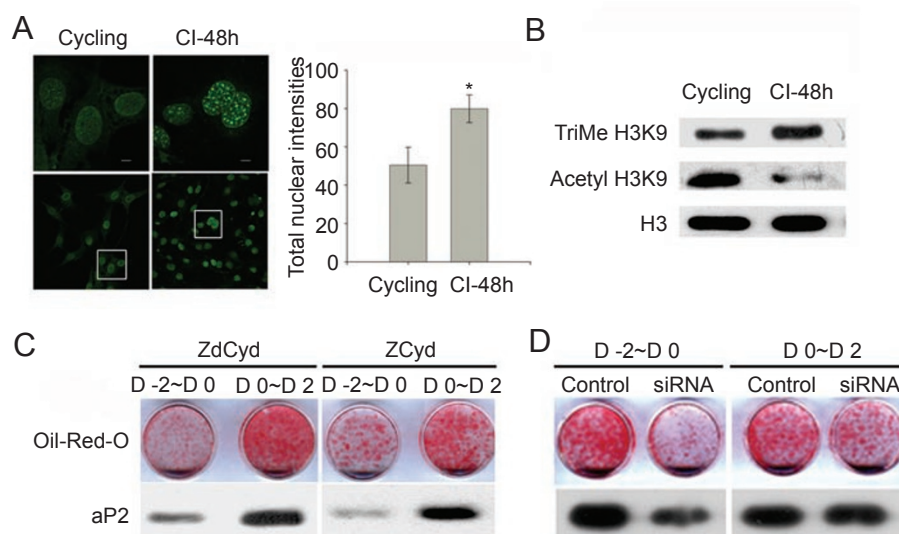 A
Cycling CI-48h
Total nuclear intensities
100
80
60
40
20
0
*
Cycling CI-48h
B
Cycling CI-48h
TriMe H3K9
Acetyl H3K9
H3
C
ZdCyd ZCyd
D -2~D 0 D 0~D 2 D -2~D 0 D 0~D 2
Oil-Red-O
aP2
D
D -2~D 0 D 0~D 2
Control siRNA Control siRNA